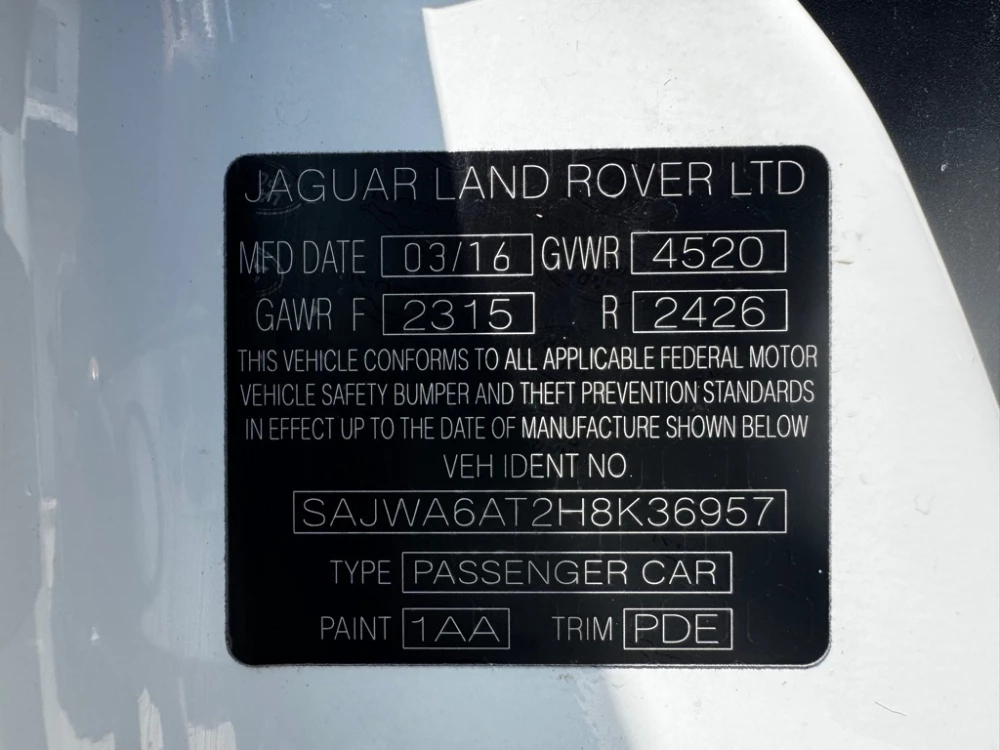 JAGUAR LAND ROVER LTD
MFD DATE 03/16 GVWR 4520
GAWR F 2315 R 2426
THIS VEHICLE CONFORMS TO ALL APPLICABLE FEDERAL MOTOR
VEHICLE SAFETY BUMPER AND THEFT PREVENTION STANDARDS
IN EFFECT UP TO THE DATE OF MANUFACTURE SHOWN BELOW
VEH IDENT NO.
SAJWA6AT2H8K36957
TYPE PASSENGER CAR
PAINT 1AA TRIM PDE